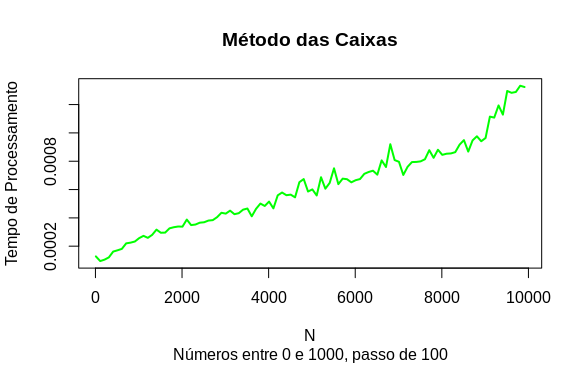 Método das Caixas
Tempo de Processamento
0.0008
0.0002
0 2000 4000 6000 8000 10000
N
Números entre 0 e 1000, passo de 100